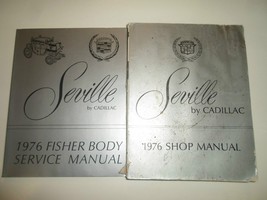 Seville
by CADILLAC
1976 FISHER BODY
SERVICE MANUAL
Seville
by CADILLAC
1976 SHOP MANUAL